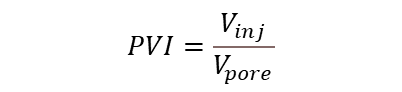 PVI = V_inj / V_pore